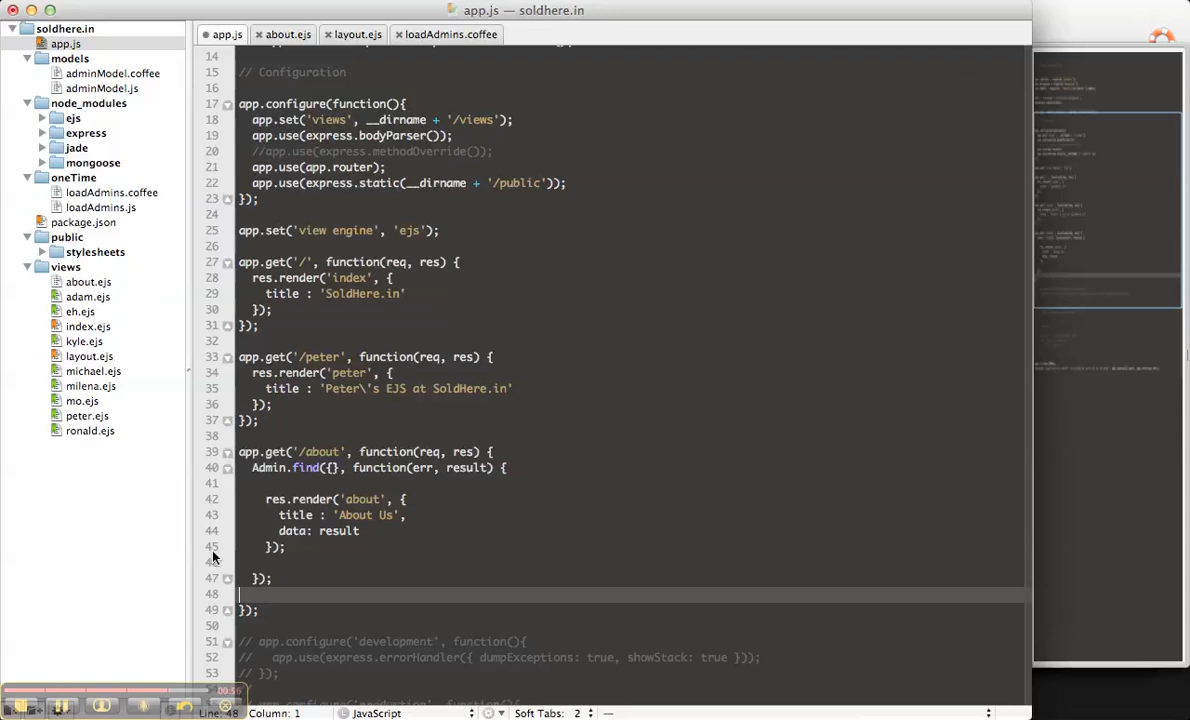 app.js — soldhere.in
soldhere.in
app.js
models
adminModel.coffee
adminModel.js
node_modules
ejs
express
jade
mongoose
oneTime
loadAdmins.coffee
loadAdmins.js
package.json
public
stylesheets
views
about.ejs
adam.ejs
eh.ejs
index.ejs
kyle.ejs
layout.ejs
michael.ejs
milena.ejs
mo.ejs
peter.ejs
ronald.ejs
app.js about.ejs layout.ejs loadAdmins.coffee
14
15 // Configuration
16
17 app.configure(function(){
18 app.set('views', __dirname + '/views');
19 app.use(express.bodyParser());
20 //app.use(express.methodOverride());
21 app.use(app.router);
22 app.use(express.static(__dirname + '/public'));
23 });
24
25 app.set('view engine', 'ejs');
26
27 app.get('/', function(req, res) {
28 res.render('index', {
29 title : 'SoldHere.in'
30 });
31 });
32
33 app.get('/peter', function(req, res) {
34 res.render('peter', {
35 title : 'Peter\'s EJS at SoldHere.in'
36 });
37 });
38
39 app.get('/about', function(req, res) {
40 Admin.find({}, function(err, result) {
41
42 res.render('about', {
43 title : 'About Us',
44 data: result
45 });
47 });
48
49 });
50
51 // app.configure('development', function(){
52 // app.use(express.errorHandler({ dumpExceptions: true, showStack: true }));
53 // });
00:56
Line: 48 Column: 1 JavaScript Soft Tabs: 2 —